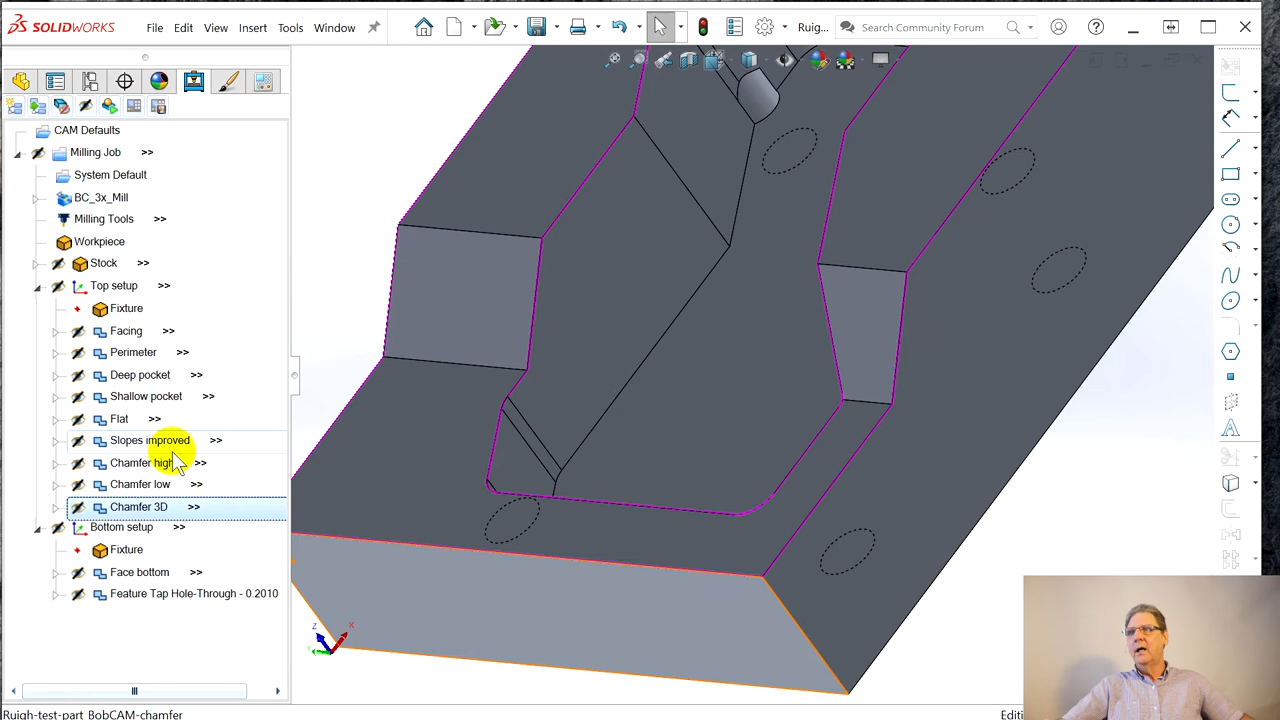 SOLIDWORKS File Edit View Insert Tools Window Ruig... Search Community Forum
CAM Defaults
Milling Job >>
System Default
BC_3x_Mill
Milling Tools >>
Workpiece
Stock >>
Top setup >>
Fixture
Facing >>
Perimeter >>
Deep pocket >>
Shallow pocket >>
Flat >>
Slopes improved >>
Chamfer high >>
Chamfer low >>
Chamfer 3D >>
Bottom setup >>
Fixture
Face bottom >>
Feature Tap Hole-Through - 0.2010
Z X Y
Ruigh-test-part BobCAM-chamfer Editi